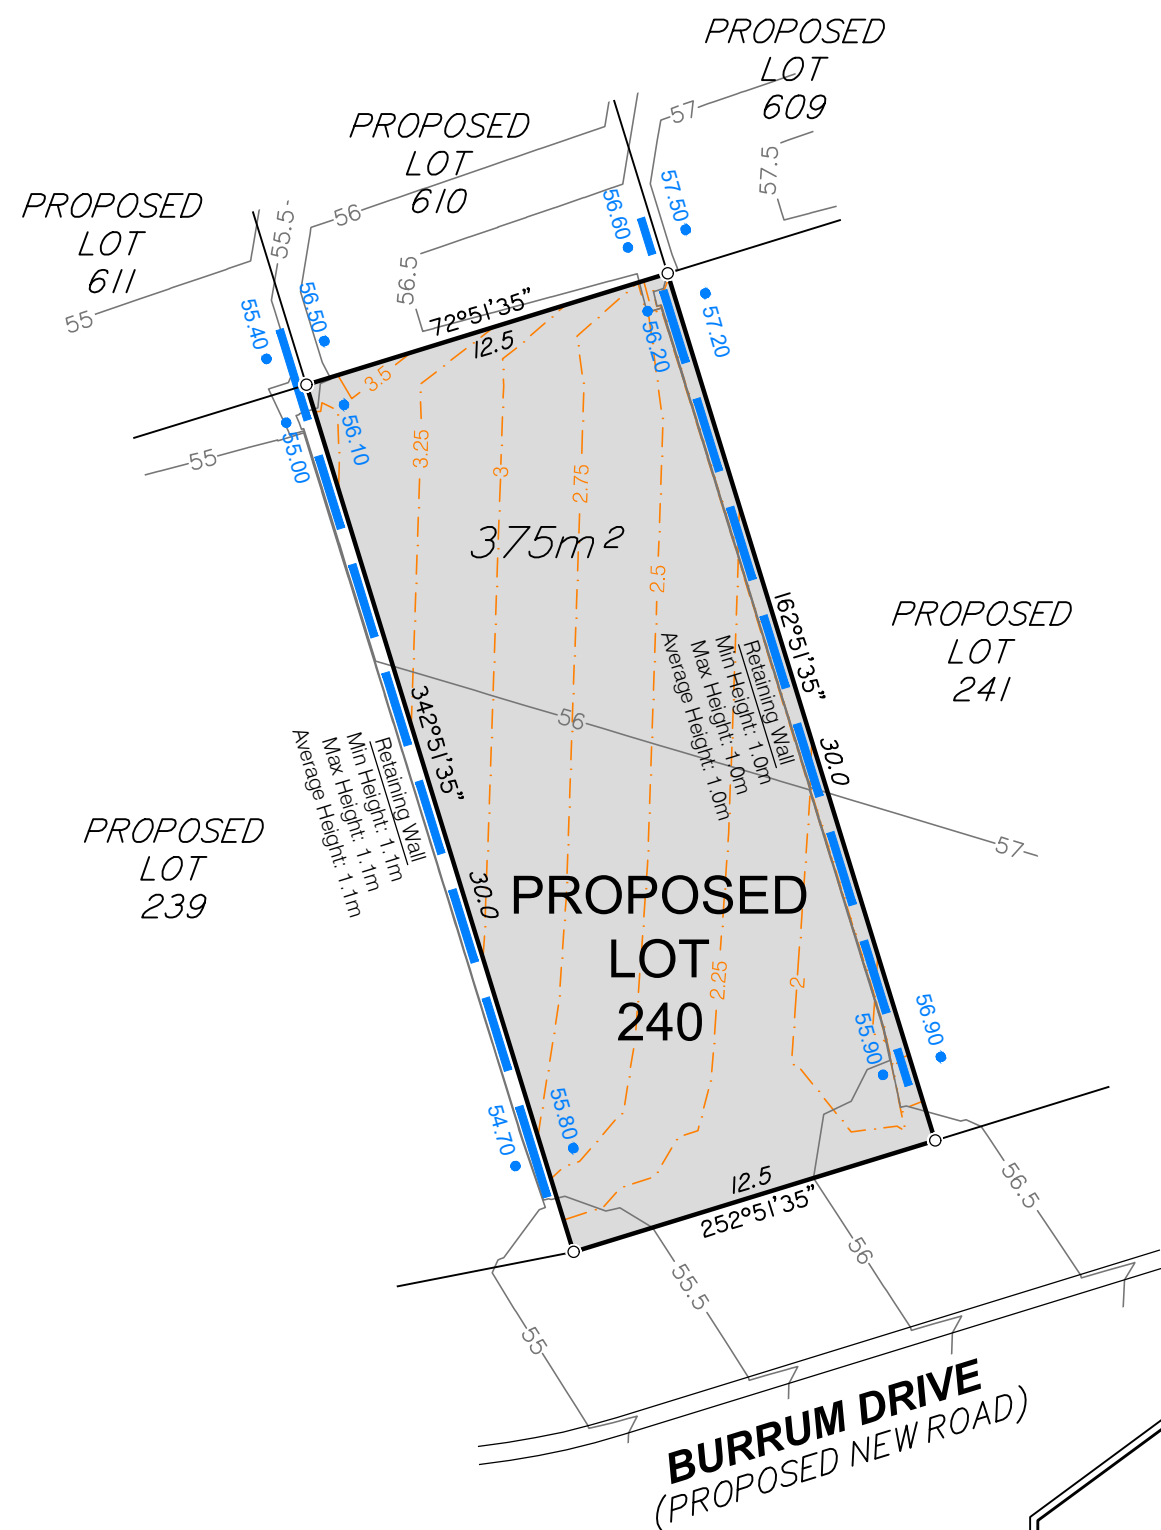 PROPOSED
LOT
609
57
57.5
PROPOSED
LOT
610
56
57.50
56.60
PROPOSED
LOT
611
55.5
55
56.5
55.40
56.50
72°51'35"
12.5
57.20
56.20
3.5
55
55.00
56.10
3.25
3
2.75
2.5
375m²
162°51'35"
30.0
PROPOSED
LOT
241
Retaining Wall
Min Height: 1.0m
Max Height: 1.0m
Average Height: 1.0m
342°51'35"
30.0
56
57
Retaining Wall
Min Height: 1.1m
Max Height: 1.1m
Average Height: 1.1m
PROPOSED
LOT
239
PROPOSED
LOT
240
2.25
2
55.90
56.90
54.70
55.80
12.5
252°51'35"
56.5
56
55.5
55
BURRUM DRIVE
(PROPOSED NEW ROAD)